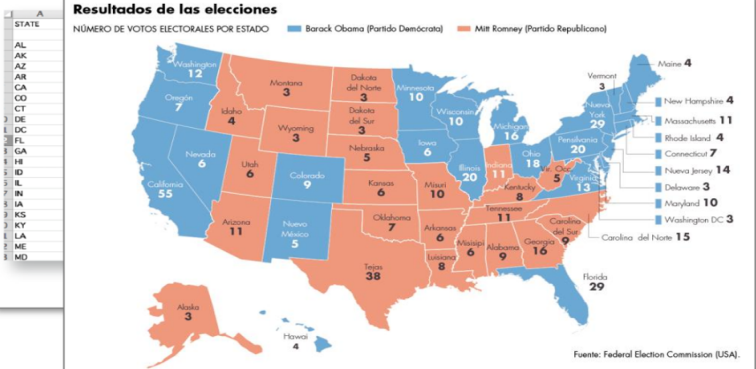 A
STATE
AL
AK
AZ
AR
CA
CO
CT
DE
DC
FL
GA
HI
ID
IL
IN
IA
KS
KY
LA
ME
MD
Resultados de las elecciones
NÚMERO DE VOTOS ELECTORALES POR ESTADO
Barack Obama (Partido Demócrata)
Mitt Romney (Partido Republicano)
Washington
12
Oregón
7
California
55
Nevada
6
Idaho
4
Montana
3
Wyoming
3
Utah
6
Colorado
9
Arizona
11
Nuevo
México
5
Dakota
del Norte
3
Dakota
del Sur
3
Nebraska
5
Kansas
6
Oklahoma
7
Tejas
38
Minnesota
10
Iowa
6
Misuri
10
Arkansas
6
Luisiana
8
Wisconsin
10
Illinois
20
Michigan
16
Indiana
11
Ohio
18
Kentucky
8
Tennessee
11
Misisipi
6
Alabama
9
Georgia
16
Florida
29
Carolina
del Sur
9
Carolina del Norte 15
Virginia
13
Occ.
5
Pensilvania
20
Nueva
York
29
Vermont
3
Maine 4
New Hampshire 4
Massachusetts 11
Rhode Island 4
Connecticut 7
Nueva Jersey 14
Delaware 3
Maryland 10
Washington DC 3
Alaska
3
Hawai
4
Fuente: Federal Election Commission (USA).